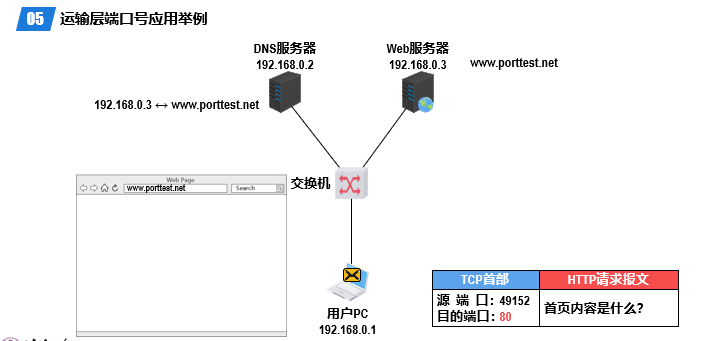 05 运输层端口号应用举例
DNS服务器
192.168.0.2
Web服务器
192.168.0.3
www.porttest.net
192.168.0.3 ↔ www.porttest.net
Web Page
www.porttest.net
Search
交换机
用户PC
192.168.0.1
TCP首部 HTTP请求报文
源 端 口: 49152
目的端口: 80
首页内容是什么?